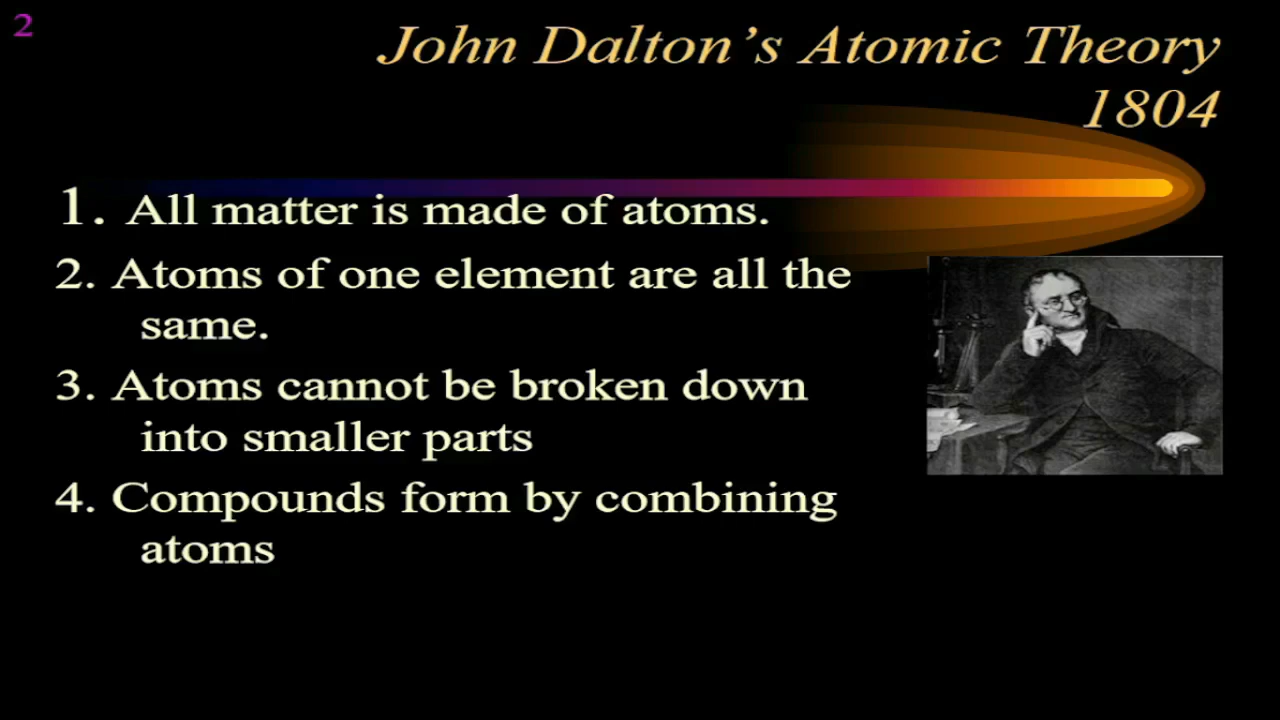 2
John Dalton’s Atomic Theory
1804
1. All matter is made of atoms.
2. Atoms of one element are all the
same.
3. Atoms cannot be broken down
into smaller parts
4. Compounds form by combining
atoms